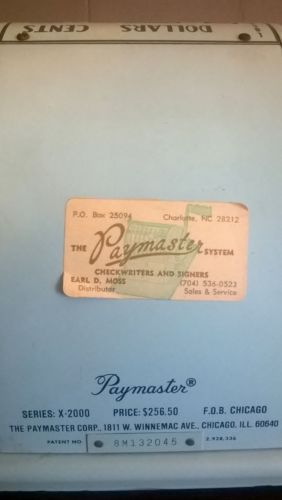 DOLLARS CENTS
P.O. Box 25094 Charlotte, NC 28212
THE Paymaster SYSTEM
CHECKWRITERS AND SIGNERS
EARL D. MOSS (704) 536-0523
Distributor Sales & Service
Paymaster®
SERIES: X-2000 PRICE: $256.50 F.O.B. CHICAGO
THE PAYMASTER CORP., 1811 W. WINNEMAC AVE., CHICAGO, ILL. 60640
PATENT NO. 8M132045 2,928,336